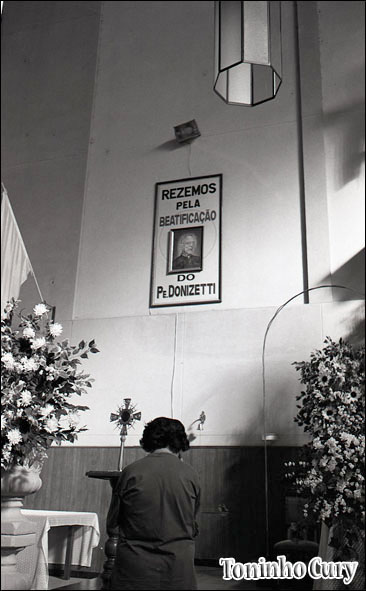 REZEMOS
PELA
BEATIFICAÇÃO
DO
PE.DONIZETTI
Toninho Cury